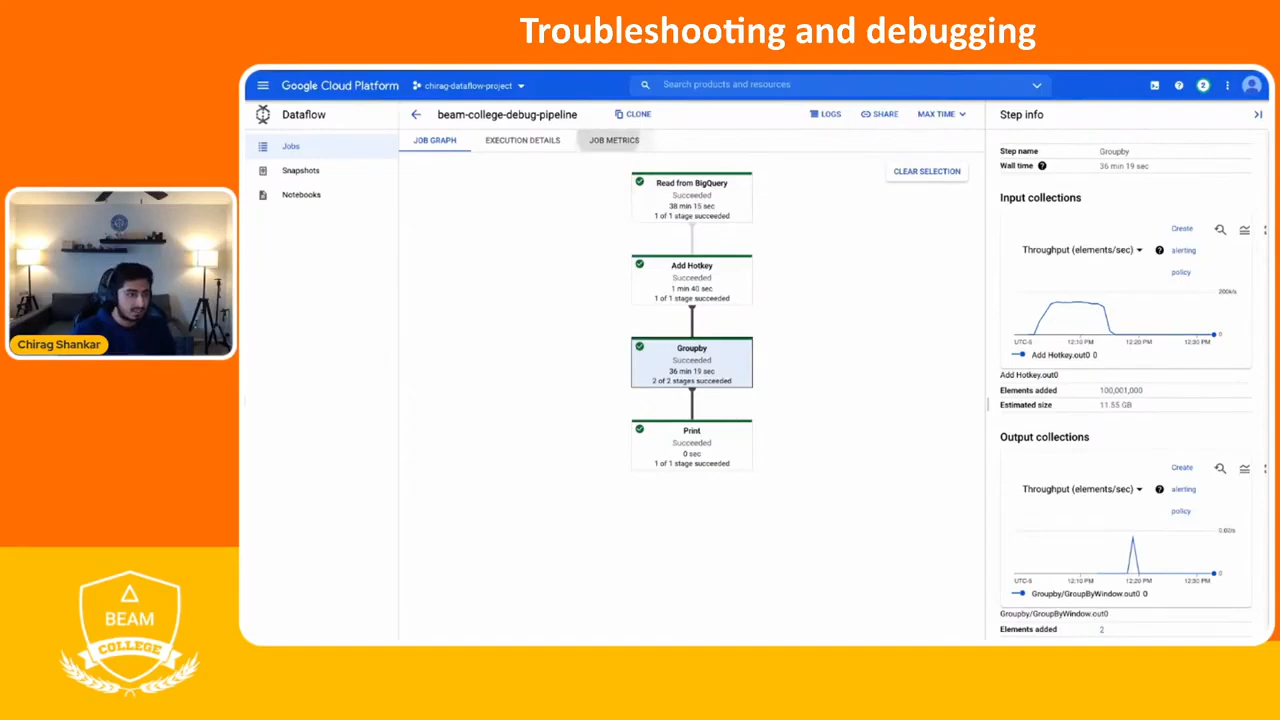 Troubleshooting and debugging
Google Cloud Platform
chirag-dataflow-project
Search products and resources
2
Dataflow
beam-college-debug-pipeline
CLONE
LOGS
SHARE
MAX TIME
Step info
Jobs
Snapshots
Notebooks
JOB GRAPH
EXECUTION DETAILS
JOB METRICS
CLEAR SELECTION
Read from BigQuery
Succeeded
38 min 15 sec
1 of 1 stage succeeded
Add Hotkey
Succeeded
1 min 40 sec
1 of 1 stage succeeded
Groupby
Succeeded
36 min 19 sec
2 of 2 stages succeeded
Print
Succeeded
0 sec
1 of 1 stage succeeded
Step name Groupby
Wall time 36 min 19 sec
Input collections
Create
Throughput (elements/sec) alerting
policy
200k/s
0
UTC-5 12:10 PM 12:20 PM 12:30 PM
Add Hotkey.out0 0
Add Hotkey.out0
Elements added 100,001,000
Estimated size 11.55 GB
Output collections
Create
Throughput (elements/sec) alerting
policy
0
UTC-5 12:10 PM 12:20 PM 12:30 PM
Groupby/GroupByWindow.out0 0
Groupby/GroupByWindow.out0
Elements added 2
Chirag Shankar
BEAM
COLLEGE